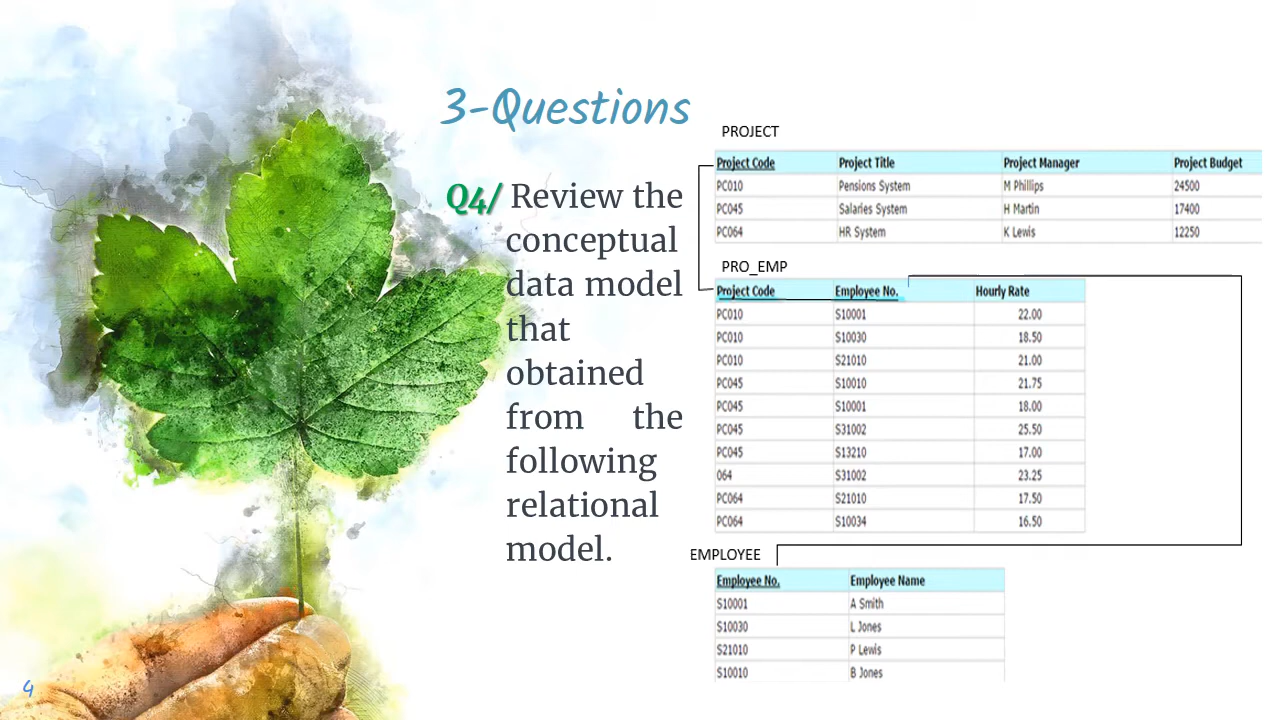 3-Questions
Q4/ Review the
conceptual
data model
that
obtained
from the
following
relational
model.
PROJECT
Project Code Project Title Project Manager Project Budget
PC010 Pensions System M Phillips 24500
PC045 Salaries System H Martin 17400
PC064 HR System K Lewis 12250
PRO_EMP
Project Code Employee No. Hourly Rate
PC010 S10001 22.00
PC010 S10030 18.50
PC010 S21010 21.00
PC045 S10010 21.75
PC045 S10001 18.00
PC045 S31002 25.50
PC045 S13210 17.00
064 S31002 23.25
PC064 S21010 17.50
PC064 S10034 16.50
EMPLOYEE
Employee No. Employee Name
S10001 A Smith
S10030 L Jones
S21010 P Lewis
S10010 B Jones
4